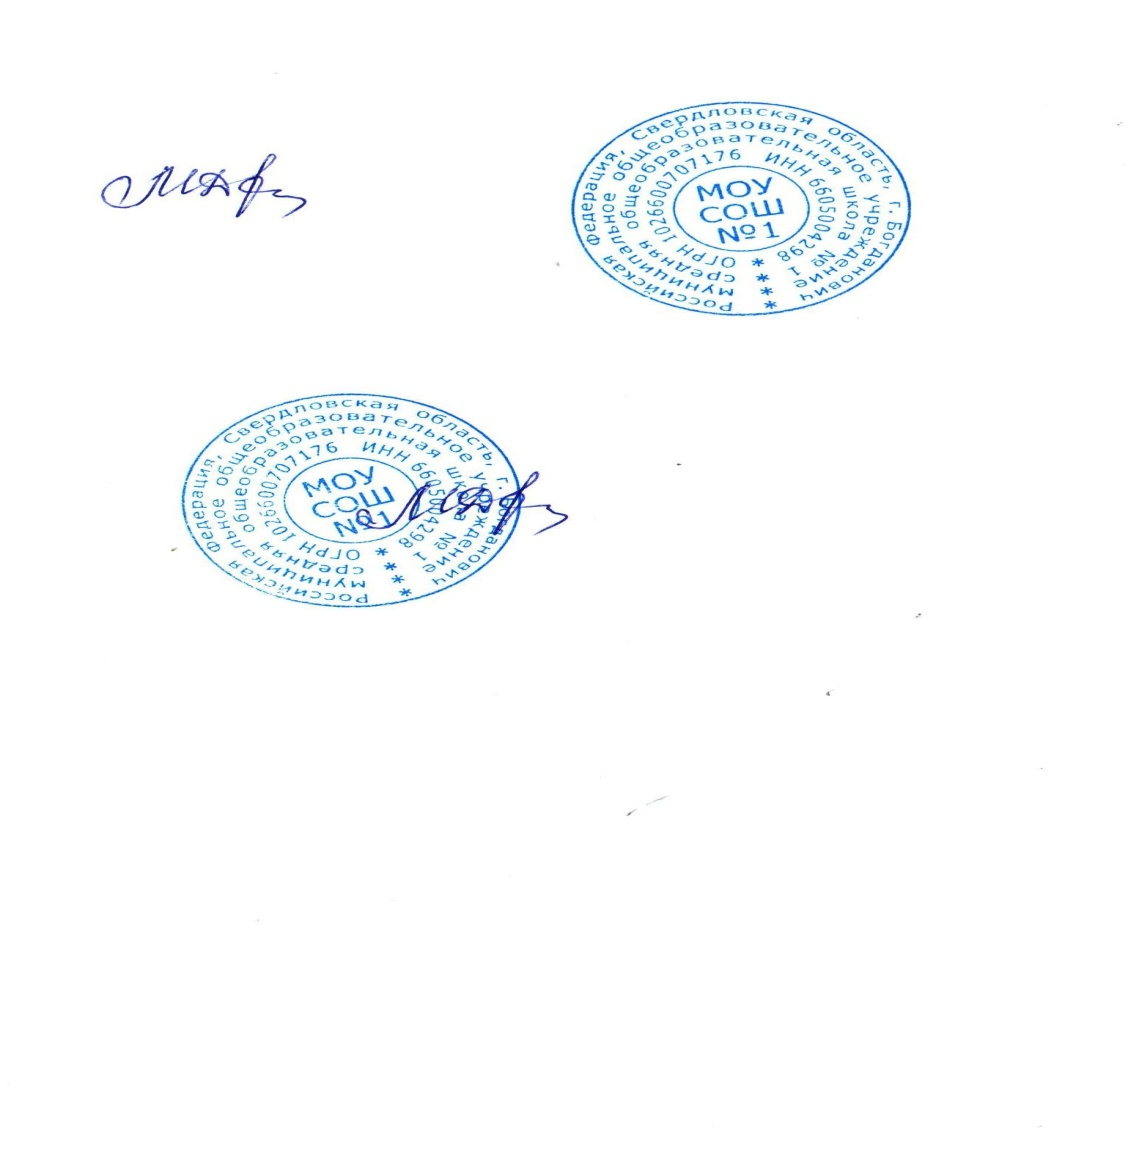 Российская Федерация, Свердловская область, г. Богданович
муниципальное общеобразовательное учреждение
средняя общеобразовательная школа № 1
ОГРН 1026600707176 ИНН 6605004298
МОУ
СОШ
№1
* * * *
Российская Федерация, Свердловская область, г. Богданович
муниципальное общеобразовательное учреждение
средняя общеобразовательная школа № 1
ОГРН 1026600707176 ИНН 6605004298
МОУ
СОШ
№1
* * * *